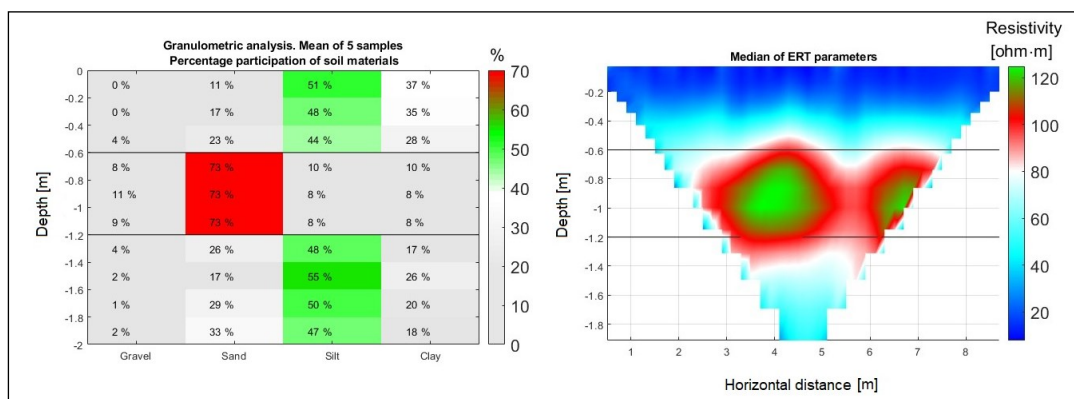 Granulometric analysis. Mean of 5 samples
Percentage participation of soil materials
%
Depth [m]
0
-0.2
-0.4
-0.6
-0.8
-1
-1.2
-1.4
-1.6
-1.8
-2
0 % 11 % 51 % 37 %
0 % 17 % 48 % 35 %
4 % 23 % 44 % 28 %
8 % 73 % 10 % 10 %
11 % 73 % 8 % 8 %
9 % 73 % 8 % 8 %
4 % 26 % 48 % 17 %
2 % 17 % 55 % 26 %
1 % 29 % 50 % 20 %
2 % 33 % 47 % 18 %
Gravel Sand Silt Clay
70
60
50
40
30
20
10
0
Median of ERT parameters
Resistivity
[ohm·m]
Depth [m]
-0.2
-0.4
-0.6
-0.8
-1
-1.2
-1.4
-1.6
-1.8
1 2 3 4 5 6 7 8
Horizontal distance [m]
120
100
80
60
40
20